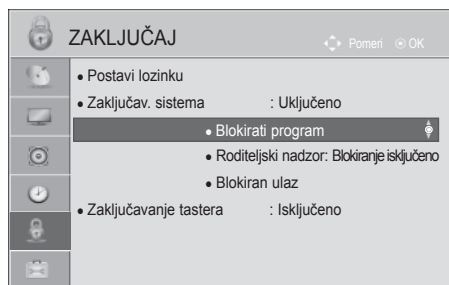 ZAKLJUČAJ
Pomeri OK
• Postavi lozinku
• Zaključav. sistema : Uključeno
• Blokirati program
• Roditeljski nadzor: Blokiranje isključeno
• Blokiran ulaz
• Zaključavanje tastera : Isključeno